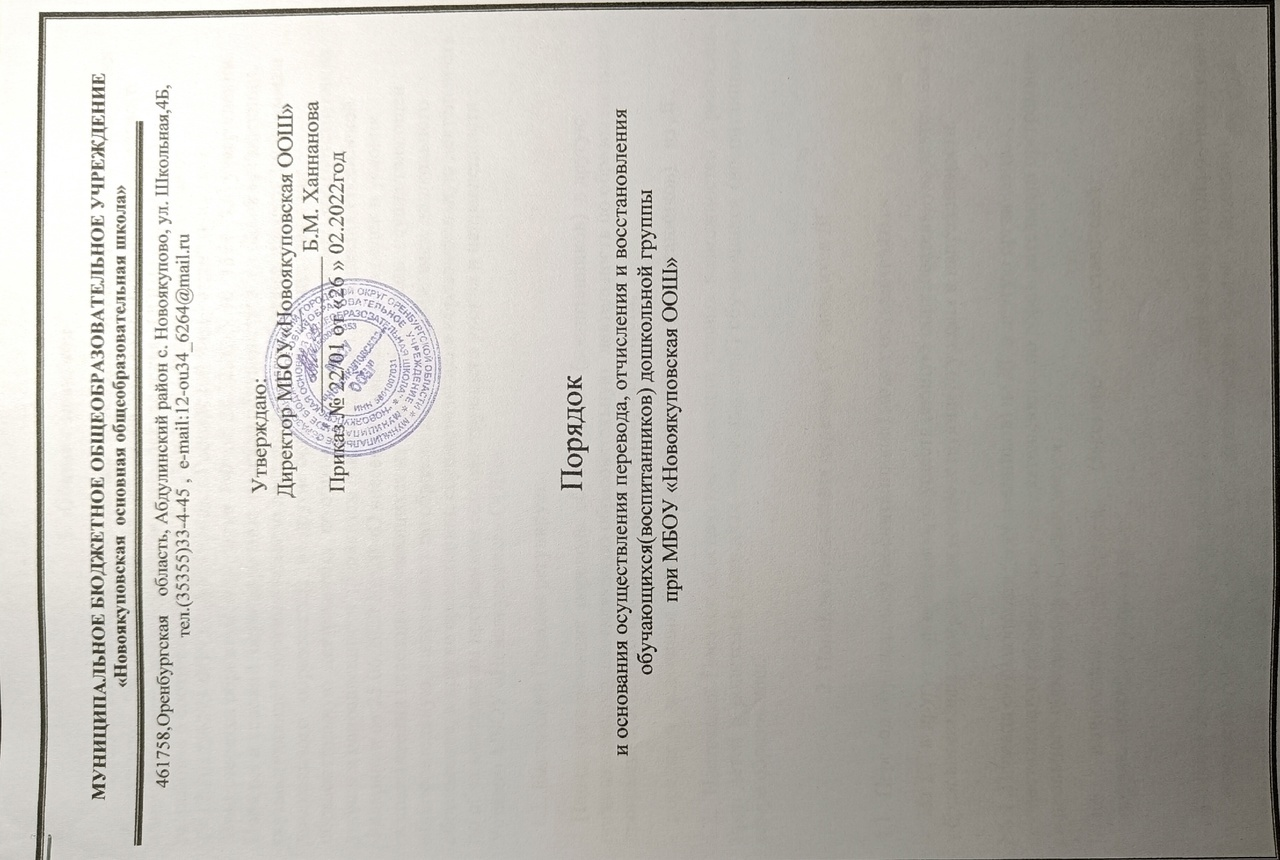 МУНИЦИПАЛЬНОЕ БЮДЖЕТНОЕ ОБЩЕОБРАЗОВАТЕЛЬНОЕ УЧРЕЖДЕНИЕ
«Новоякуповская основная общеобразовательная школа»
461758,Оренбургская область, Абдулинский район с. Новоякупово, ул. Школьная,4Б,
тел.(35355)33-4-45 , e-mail:12-ou34_6264@mail.ru
Утверждаю:
Директор МБОУ «Новоякуповская ООШ»
Б.М. Ханнанова
Приказ № 22/01 от «26 » 02.2022год
Порядок
и основания осуществления перевода, отчисления и восстановления
обучающихся(воспитанников) дошкольной группы
при МБОУ «Новоякуповская ООШ»